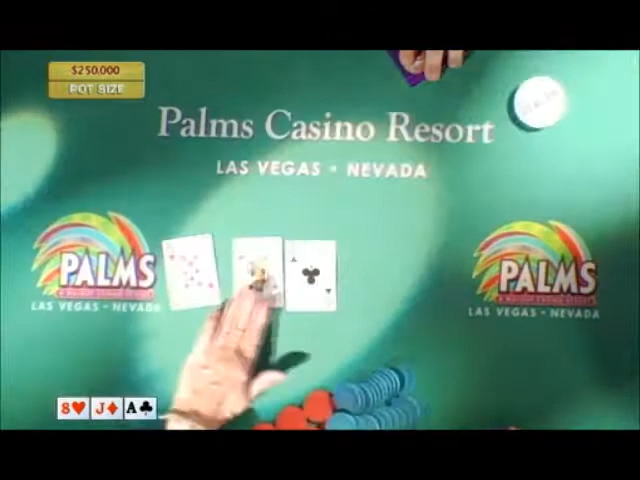 $250,000
POT SIZE
Palms Casino Resort
LAS VEGAS • NEVADA
PALMS
LAS VEGAS • NEVADA
PALMS
LAS VEGAS • NEVADA
A
8♥ J♦ A♣